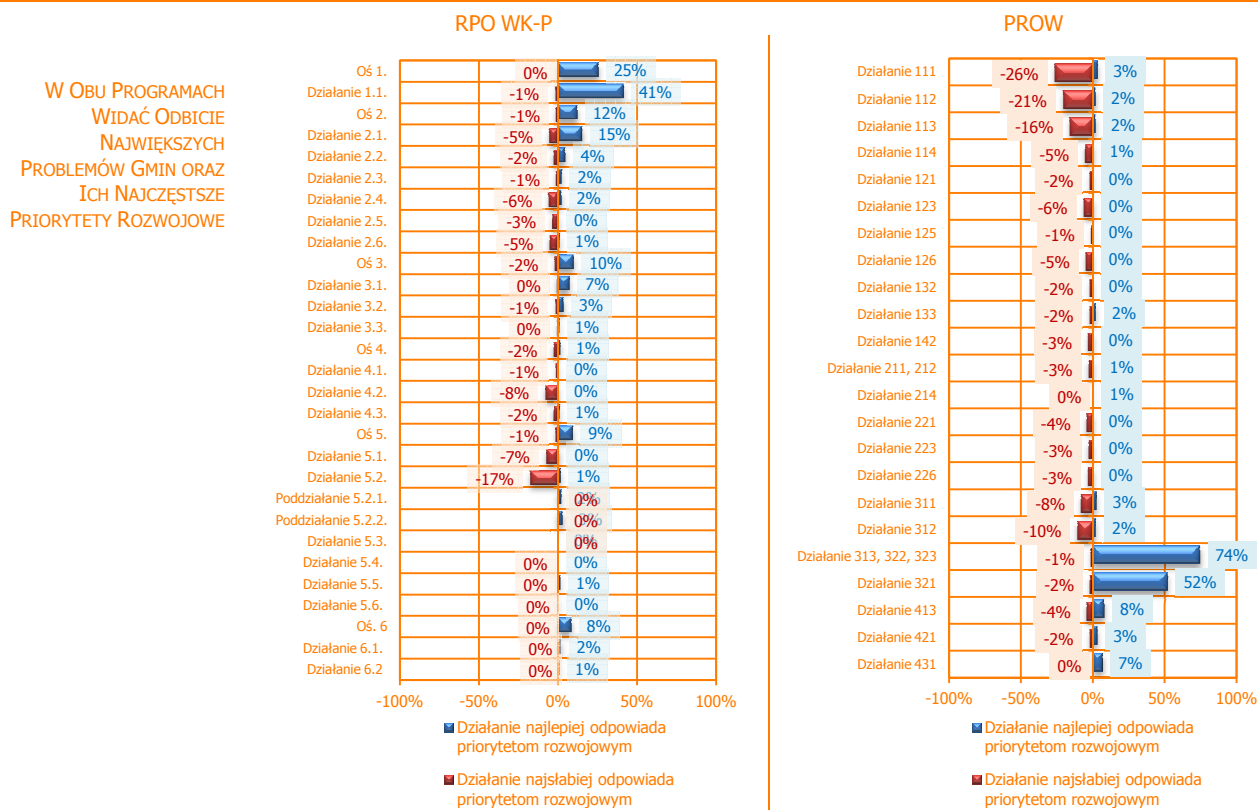 RPO WK-P
PROW
W OBU PROGRAMACH
WIDAĆ ODBICIE
NAJWIĘKSZYCH
PROBLEMÓW GMIN ORAZ
ICH NAJCZĘSTSZE
PRIORYTETY ROZWOJOWE
Oś 1. 0% 25%
Działanie 1.1. -1% 41%
Oś 2. -1% 12%
Działanie 2.1. -5% 15%
Działanie 2.2. -2% 4%
Działanie 2.3. -1% 2%
Działanie 2.4. -6% 2%
Działanie 2.5. -3% 0%
Działanie 2.6. -5% 1%
Oś 3. -2% 10%
Działanie 3.1. 0% 7%
Działanie 3.2. -1% 3%
Działanie 3.3. 0% 1%
Oś 4. -2% 1%
Działanie 4.1. -1% 0%
Działanie 4.2. -8% 0%
Działanie 4.3. -2% 1%
Oś 5. -1% 9%
Działanie 5.1. -7% 0%
Działanie 5.2. -17% 1%
Poddziałanie 5.2.1. 0%
Poddziałanie 5.2.2. 0%
Działanie 5.3. 0%
Działanie 5.4. 0% 0%
Działanie 5.5. 0% 1%
Działanie 5.6. 0% 0%
Oś. 6 0% 8%
Działanie 6.1. 0% 2%
Działanie 6.2 0% 1%
-100% -50% 0% 50% 100%
Działanie najlepiej odpowiada
priorytetom rozwojowym
Działanie najsłabiej odpowiada
priorytetom rozwojowym
Działanie 111 -26% 3%
Działanie 112 -21% 2%
Działanie 113 -16% 2%
Działanie 114 -5% 1%
Działanie 121 -2% 0%
Działanie 123 -6% 0%
Działanie 125 -1% 0%
Działanie 126 -5% 0%
Działanie 132 -2% 0%
Działanie 133 -2% 2%
Działanie 142 -3% 0%
Działanie 211, 212 -3% 1%
Działanie 214 0% 1%
Działanie 221 -4% 0%
Działanie 223 -3% 0%
Działanie 226 -3% 0%
Działanie 311 -8% 3%
Działanie 312 -10% 2%
Działanie 313, 322, 323 -1% 74%
Działanie 321 -2% 52%
Działanie 413 -4% 8%
Działanie 421 -2% 3%
Działanie 431 0% 7%
-100% -50% 0% 50% 100%
Działanie najlepiej odpowiada
priorytetom rozwojowym
Działanie najsłabiej odpowiada
priorytetom rozwojowym